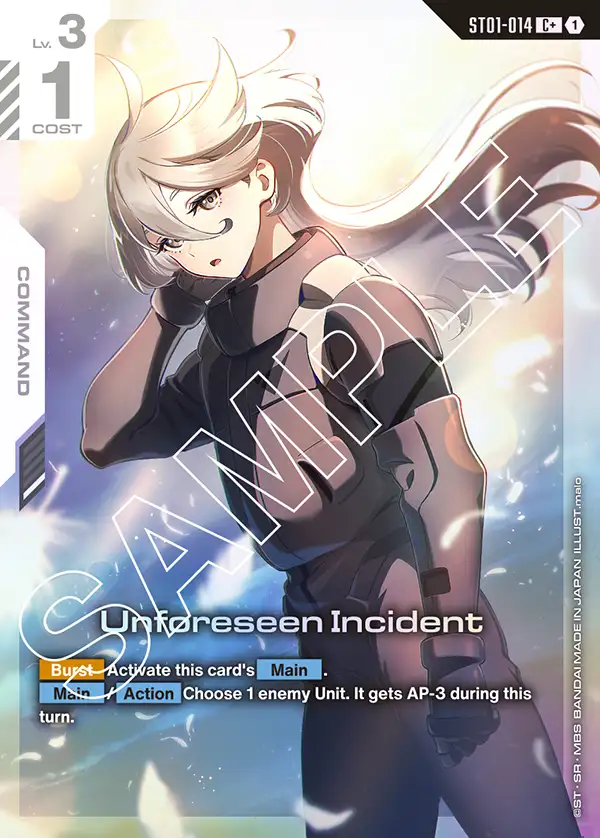 Lv. 3
1
COST
ST01-014 C+ 1
COMMAND
SAMPLE
Unføreseen Incident
Burst Activate this card's Main .
Main / Action Choose 1 enemy Unit. It gets AP-3 during this
turn.
©ST・SR・MBS BANDAI MADE IN JAPAN ILLUST.malo